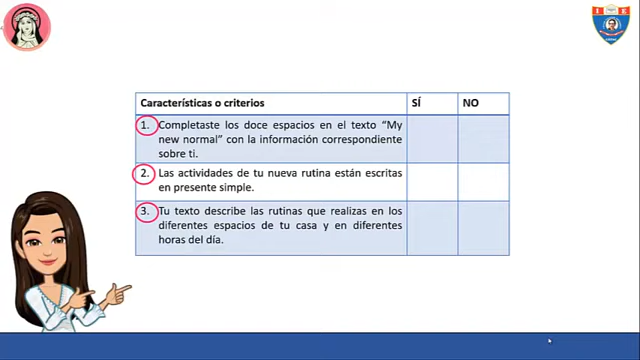 Características o criterios SÍ NO
1. Completaste los doce espacios en el texto “My
new normal” con la información correspondiente
sobre ti.
2. Las actividades de tu nueva rutina están escritas
en presente simple.
3. Tu texto describe las rutinas que realizas en los
diferentes espacios de tu casa y en diferentes
horas del día.
I E